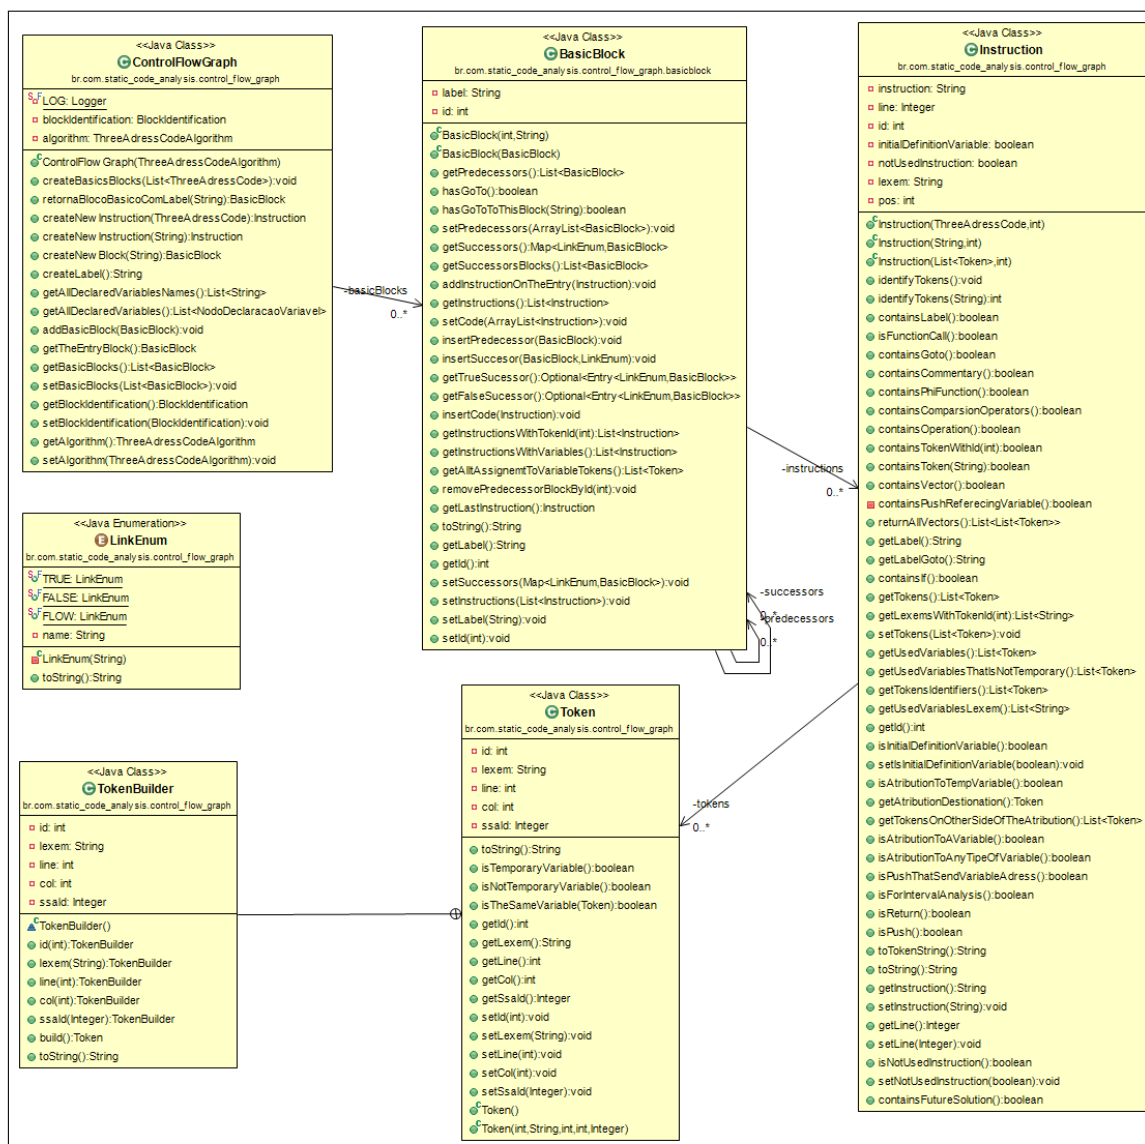 <<Java Class>>
ControlFlowGraph
br.com.static_code_analysis.control_flow_graph
LOG: Logger
blockIdentification: BlockIdentification
algorithm: ThreeAdressCodeAlgorithm
ControlFlow Graph(ThreeAdressCodeAlgorithm)
createBasicsBlocks(List<ThreeAdressCode>):void
retornaBlocoBasicoComLabel(String):BasicBlock
createNew Instruction(ThreeAdressCode):Instruction
createNew Instruction(String):Instruction
createNew Block(String):BasicBlock
createLabel():String
getAllDeclaredVariablesNames():List<String>
getAllDeclaredVariables():List<NodoDeclaracaoVariavel>
addBasicBlock(BasicBlock):void
getTheEntryBlock():BasicBlock
getBasicBlocks():List<BasicBlock>
setBasicBlocks(List<BasicBlock>):void
getBlockIdentification():BlockIdentification
setBlockIdentification(BlockIdentification):void
getAlgorithm():ThreeAdressCodeAlgorithm
setAlgorithm(ThreeAdressCodeAlgorithm):void
-basicBlocks
0..*
<<Java Class>>
BasicBlock
br.com.static_code_analysis.control_flow_graph.basicblock
label: String
id: int
BasicBlock(int,String)
BasicBlock(BasicBlock)
getPredecessors():List<BasicBlock>
hasGoTo():boolean
hasGoToToThisBlock(String):boolean
setPredecessors(ArrayList<BasicBlock>):void
getSuccessors():Map<LinkEnum,BasicBlock>
getSuccessorsBlocks():List<BasicBlock>
addInstructionOnTheEntry(Instruction):void
getInstructions():List<Instruction>
setCode(ArrayList<Instruction>):void
insertPredecessor(BasicBlock):void
insertSuccesor(BasicBlock,LinkEnum):void
getTrueSucessor():Optional<Entry<LinkEnum,BasicBlock>>
getFalseSucessor():Optional<Entry<LinkEnum,BasicBlock>>
insertCode(Instruction):void
getInstructionsWithTokenId(int):List<Instruction>
getInstructionsWithVariables():List<Instruction>
getAlltAssignemtToVariableTokens():List<Token>
removePredecessorBlockById(int):void
getLastInstruction():Instruction
toString():String
getLabel():String
getId():int
setSuccessors(Map<LinkEnum,BasicBlock>):void
setInstructions(List<Instruction>):void
setLabel(String):void
setId(int):void
-instructions
0..*
-successors
0..*
-predecessors
0..*
<<Java Class>>
Instruction
br.com.static_code_analysis.control_flow_graph
instruction: String
line: Integer
id: int
initialDefinitionVariable: boolean
notUsedInstruction: boolean
lexem: String
pos: int
Instruction(ThreeAdressCode,int)
Instruction(String,int)
Instruction(List<Token>,int)
identifyTokens():void
identifyTokens(String):int
containsLabel():boolean
isFunctionCall():boolean
containsGoto():boolean
containsCommentary():boolean
containsPhiFunction():boolean
containsComparsionOperators():boolean
containsOperation():boolean
containsTokenWithId(int):boolean
containsToken(String):boolean
containsVector():boolean
containsPushReferecingVariable():boolean
returnAllVectors():List<List<Token>>
getLabel():String
getLabelGoto():String
containsIf():boolean
getTokens():List<Token>
getLexemsWithTokenId(int):List<String>
setTokens(List<Token>):void
getUsedVariables():List<Token>
getUsedVariablesThatIsNotTemporary():List<Token>
getTokensIdentifiers():List<Token>
getUsedVariablesLexem():List<String>
getId():int
isInitialDefinitionVariable():boolean
setIsInitialDefinitionVariable(boolean):void
isAtributionToTempVariable():boolean
getAtributionDestionation():Token
getTokensOnOtherSideOfTheAtribution():List<Token>
isAtributionToAVariable():boolean
isAtributionToAnyTipeOfVariable():boolean
isPushThatSendVariableAdress():boolean
isForIntervalAnalysis():boolean
isReturn():boolean
isPush():boolean
toTokenString():String
toString():String
getInstruction():String
setInstruction(String):void
getLine():Integer
setLine(Integer):void
isNotUsedInstruction():boolean
setNotUsedInstruction(boolean):void
containsFutureSolution():boolean
<<Java Enumeration>>
LinkEnum
br.com.static_code_analysis.control_flow_graph
TRUE: LinkEnum
FALSE: LinkEnum
FLOW: LinkEnum
name: String
LinkEnum(String)
toString():String
<<Java Class>>
Token
br.com.static_code_analysis.control_flow_graph
id: int
lexem: String
line: int
col: int
ssaId: Integer
toString():String
isTemporaryVariable():boolean
isNotTemporaryVariable():boolean
isTheSameVariable(Token):boolean
getId():int
getLexem():String
getLine():int
getCol():int
getSsaId():Integer
setId(int):void
setLexem(String):void
setLine(int):void
setCol(int):void
setSsaId(Integer):void
Token()
Token(int,String,int,int,Integer)
-tokens
0..*
<<Java Class>>
TokenBuilder
br.com.static_code_analysis.control_flow_graph
id: int
lexem: String
line: int
col: int
ssaId: Integer
TokenBuilder()
id(int):TokenBuilder
lexem(String):TokenBuilder
line(int):TokenBuilder
col(int):TokenBuilder
ssaId(Integer):TokenBuilder
build():Token
toString():String